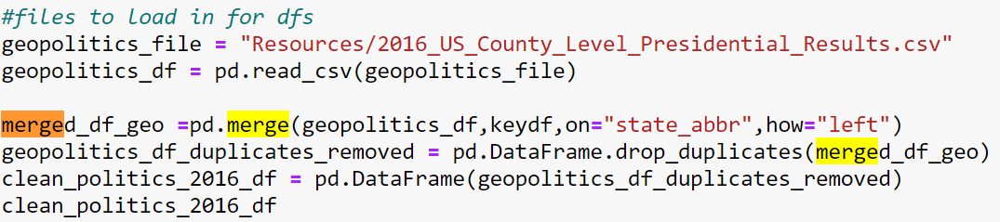 #files to load in for dfs
geopolitics_file = "Resources/2016_US_County_Level_Presidential_Results.csv"
geopolitics_df = pd.read_csv(geopolitics_file)
merged_df_geo =pd.merge(geopolitics_df,keydf,on="state_abbr",how="left")
geopolitics_df_duplicates_removed = pd.DataFrame.drop_duplicates(merged_df_geo)
clean_politics_2016_df = pd.DataFrame(geopolitics_df_duplicates_removed)
clean_politics_2016_df